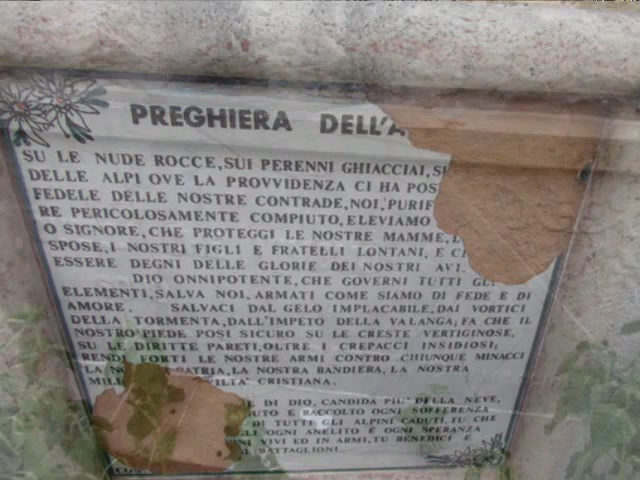 PREGHIERA DELL'A
SU LE NUDE ROCCE, SUI PERENNI GHIACCIAI, S
DELLE ALPI OVE LA PROVVIDENZA CI HA POS
FEDELE DELLE NOSTRE CONTRADE, NOI, PURIF
RE PERICOLOSAMENTE COMPIUTO, ELEVIAMO
O SIGNORE, CHE PROTEGGI LE NOSTRE MAMME, L
SPOSE, I NOSTRI FIGLI E FRATELLI LONTANI, E C
ESSERE DEGNI DELLE GLORIE DEI NOSTRI AVI.
DIO ONNIPOTENTE, CHE GOVERNI TUTTI GL
ELEMENTI, SALVA NOI, ARMATI COME SIAMO DI FEDE E DI
AMORE. SALVACI DAL GELO IMPLACABILE, DAI VORTICI
DELLA TORMENTA, DALL'IMPETO DELLA VALANGA; FA CHE IL
NOSTRO PIEDE POSI SICURO SU LE CRESTE VERTIGINOSE,
SU LE DIRITTE PARETI, OLTRE I CREPACCI INSIDIOSI;
RENDI FORTI LE NOSTRE ARMI CONTRO CHIUNQUE MINACCI
LA NO ATRIA, LA NOSTRA BANDIERA, LA NOSTRA
MILL VILTÀ CRISTIANA.
E DI DIO, CANDIDA PIU' DELLA NEVE,
UTO E RACCOLTO OGNI SOFFERENZA
DI TUTTI GLI ALPINI CADUTI, TU CHE
GLI OGNI ANELITO E OGNI SPERANZA
I VIVI ED IN ARMI, TU BENEDICI E
I BATTAGLIONI.